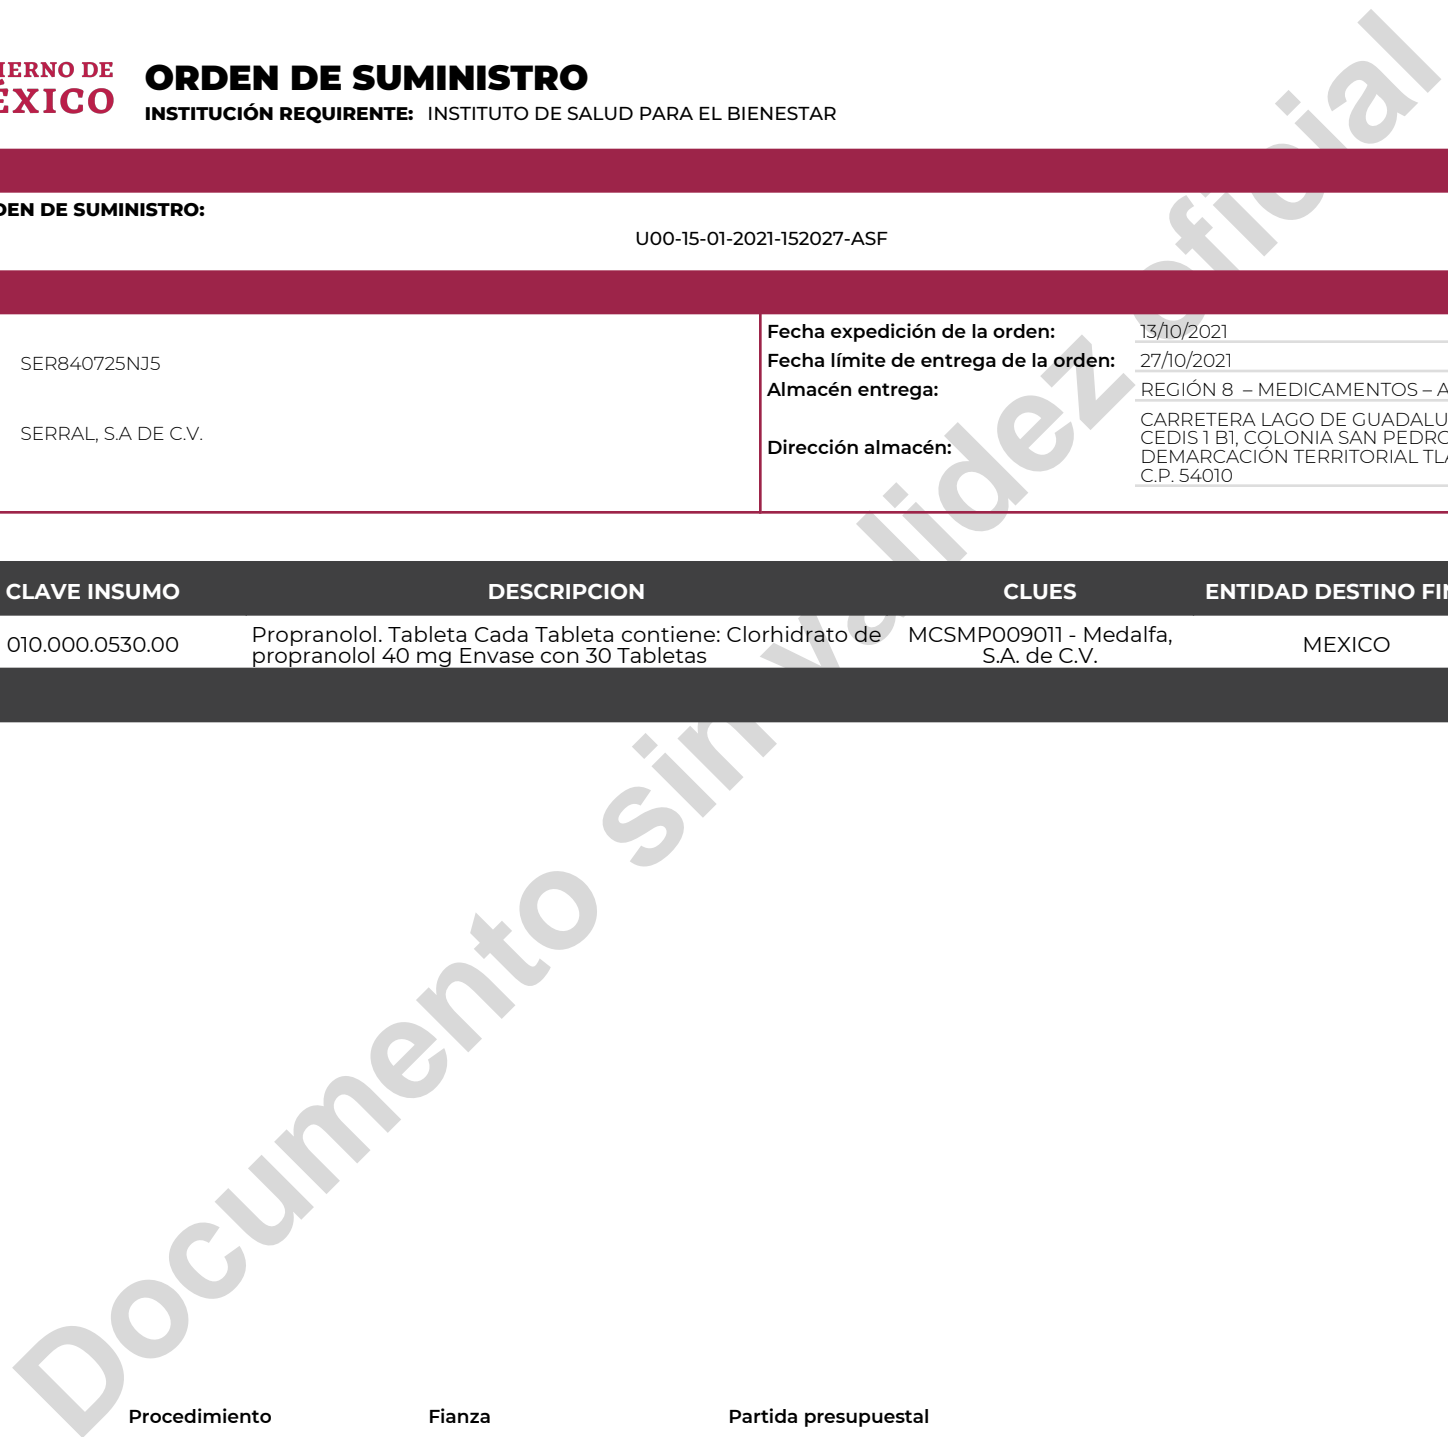 IERNO DE
ÉXICO
ORDEN DE SUMINISTRO
INSTITUCIÓN REQUIRENTE: INSTITUTO DE SALUD PARA EL BIENESTAR
DEN DE SUMINISTRO:
U00-15-01-2021-152027-ASF
SER840725NJ5
SERRAL, S.A DE C.V.
Fecha expedición de la orden: 13/10/2021
Fecha límite de entrega de la orden: 27/10/2021
Almacén entrega: REGIÓN 8 – MEDICAMENTOS – A
Dirección almacén: CARRETERA LAGO DE GUADALU
CEDIS 1 B1, COLONIA SAN PEDRO
DEMARCACIÓN TERRITORIAL TLA
C.P. 54010
CLAVE INSUMO DESCRIPCION CLUES ENTIDAD DESTINO FIN
010.000.0530.00 Propranolol. Tableta Cada Tableta contiene: Clorhidrato de MCSMP009011 - Medalfa, MEXICO
propranolol 40 mg Envase con 30 Tabletas S.A. de C.V.
Documento sin validez oficial
Procedimiento Fianza Partida presupuestal